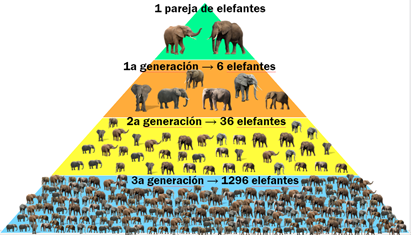 1 pareja de elefantes
1a generación → 6 elefantes
2a generación → 36 elefantes
3a generación → 1296 elefantes